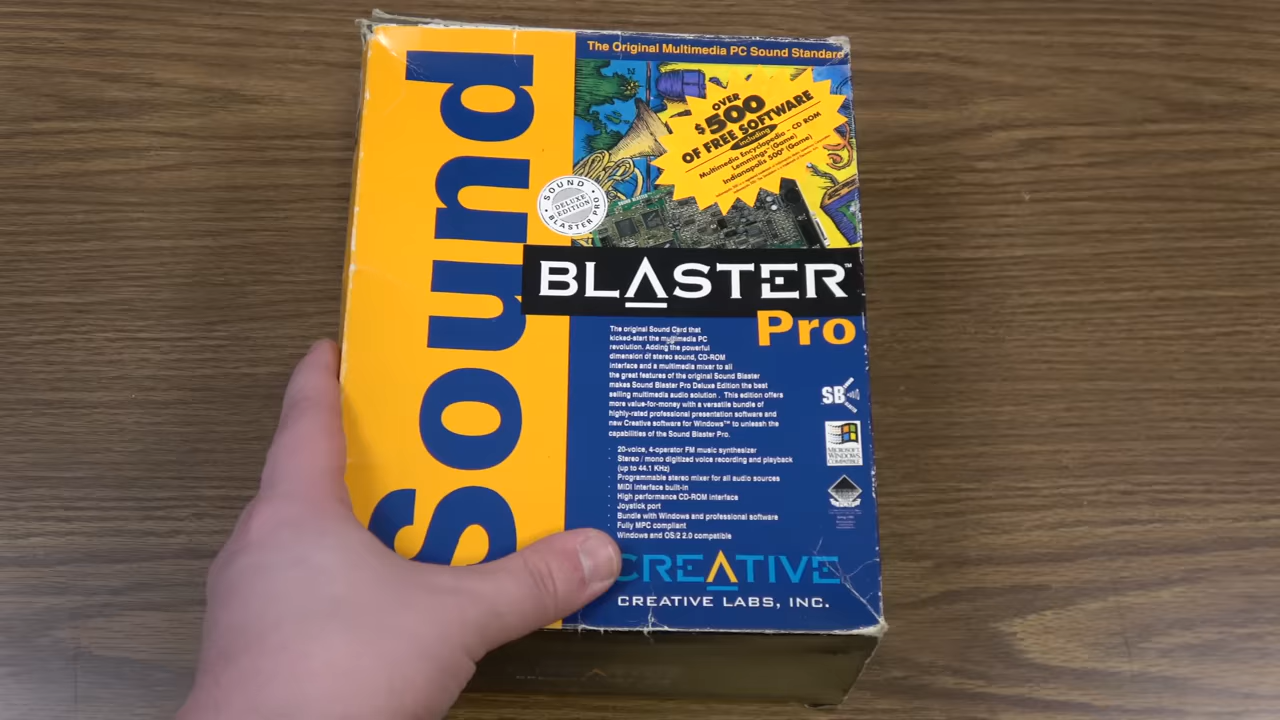 Sound
The Original Multimedia PC Sound Standard
OVER
$500
OF FREE SOFTWARE
including
Multimedia Encyclopedia - CD ROM
Lemmings (Game)
Indianapolis 500 (Game)
SOUND
DELUXE
EDITION
BLASTER PRO
BLASTER™
Pro
The original Sound Card that
kicked-start the multimedia PC
revolution. Adding the powerful
dimension of stereo sound, CD-ROM
interface and a multimedia mixer to all
the great features of the original Sound Blaster
makes Sound Blaster Pro Deluxe Edition the best
selling multimedia audio solution . This edition offers
more value-for-money with a versatile bundle of
highly-rated professional presentation software and
new Creative software for Windows™ to unleash the
capabilities of the Sound Blaster Pro.
· 20-voice, 4-operator FM music synthesizer
· Stereo / mono digitized voice recording and playback
(up to 44.1 KHz)
· Programmable stereo mixer for all audio sources
· MIDI Interface built-in
· High performance CD-ROM interface
· Joystick port
· Bundle with Windows and professional software
· Fully MPC compliant
· Windows and OS/2 2.0 compatible
SB
MICROSOFT
WINDOWS
COMPATIBLE
CREATIVE
CREATIVE LABS, INC.